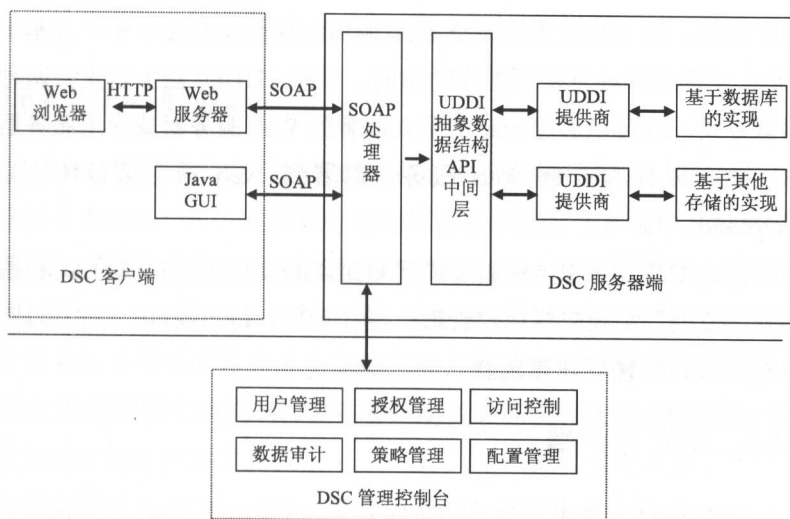 Web
浏览器
HTTP
Web
服务器
SOAP
Java
GUI
SOAP
DSC 客户端
SOAP
处
理
器
UDDI
抽象数
据结构
API
中间
层
UDDI
提供商
基于数据库
的实现
UDDI
提供商
基于其他
存储的实现
DSC 服务器端
用户管理
授权管理
访问控制
数据审计
策略管理
配置管理
DSC 管理控制台